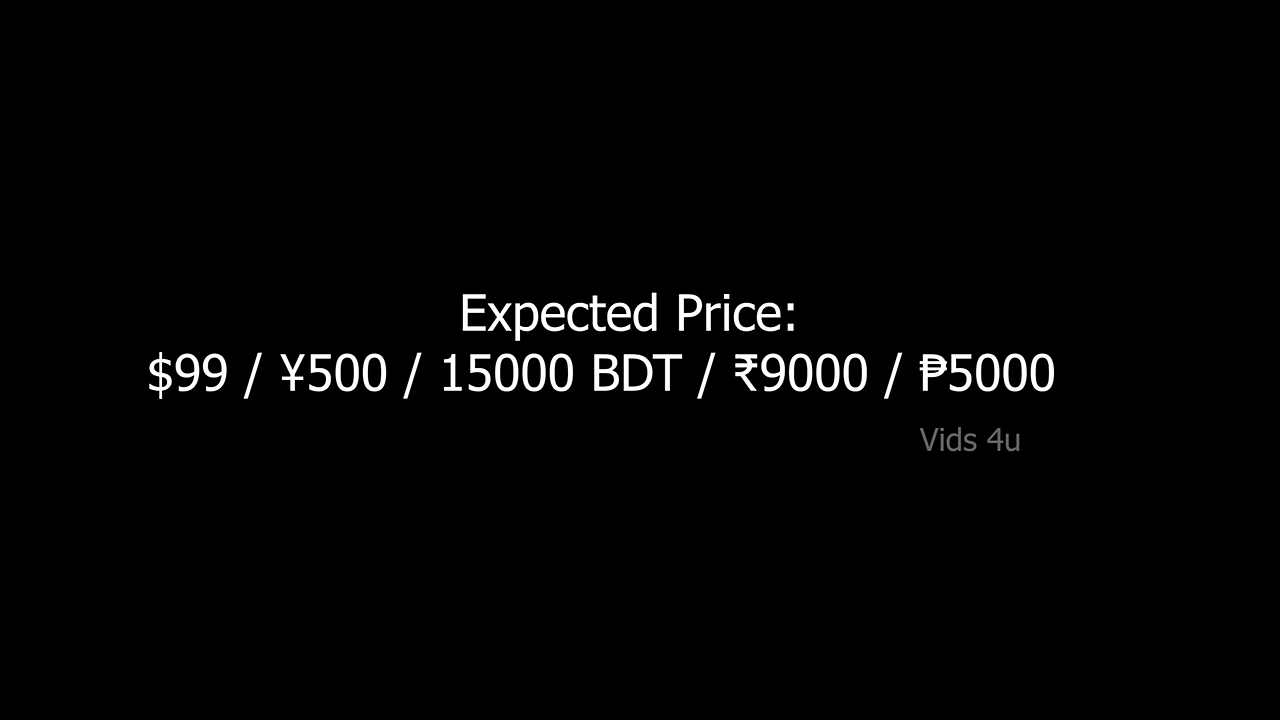 Expected Price:
$99 / ¥500 / 15000 BDT / ₹9000 / ₱5000
Vids 4u